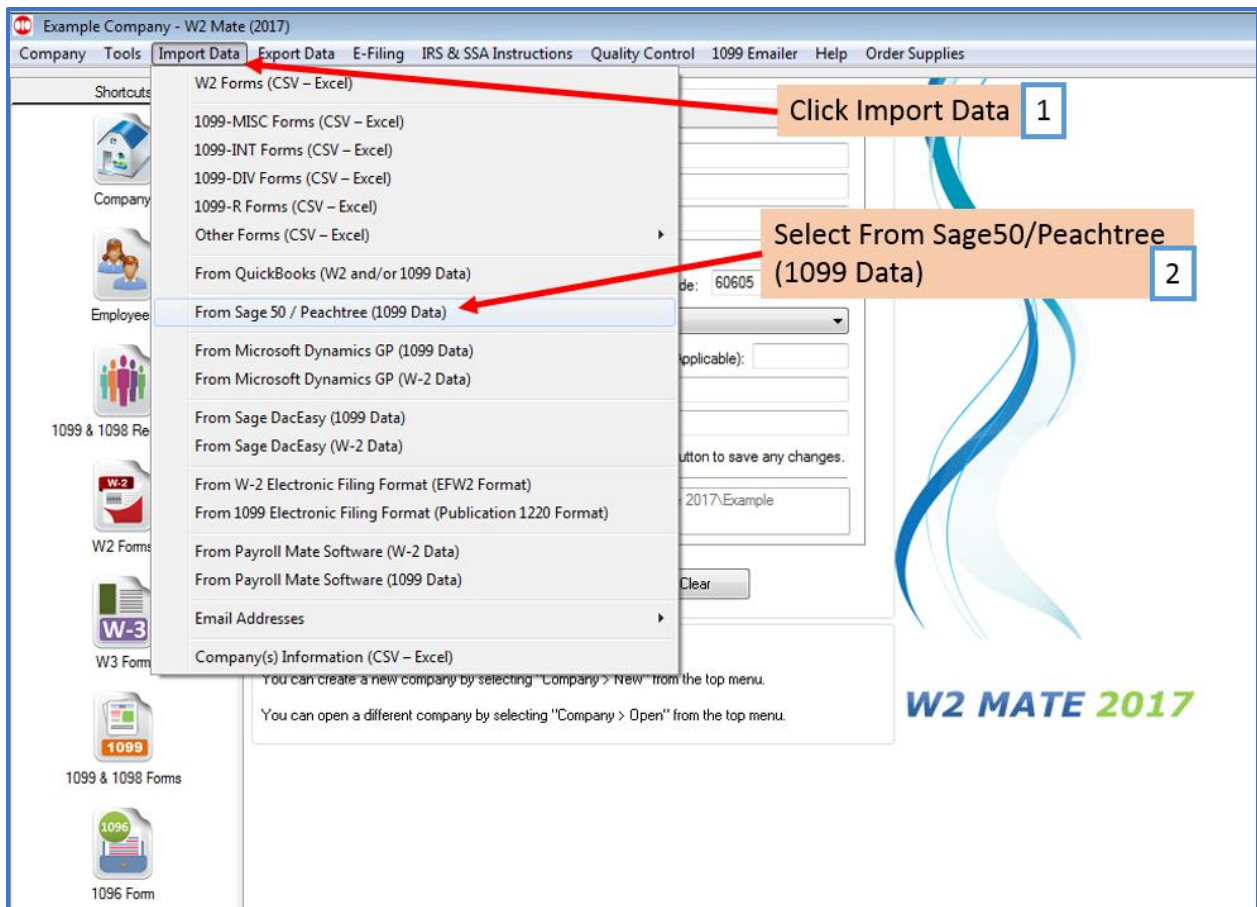 Example Company - W2 Mate (2017)
Company Tools Import Data Export Data E-Filing IRS & SSA Instructions Quality Control 1099 Emailer Help Order Supplies
Shortcuts
Company
Employee
1099 & 1098 Re
W-2
W2 Forms
W-3
W3 Form
1099
1099 & 1098 Forms
1096
1096 Form
W2 Forms (CSV – Excel)
1099-MISC Forms (CSV – Excel)
1099-INT Forms (CSV – Excel)
1099-DIV Forms (CSV – Excel)
1099-R Forms (CSV – Excel)
Other Forms (CSV – Excel)
From QuickBooks (W2 and/or 1099 Data)
From Sage 50 / Peachtree (1099 Data)
From Microsoft Dynamics GP (1099 Data)
From Microsoft Dynamics GP (W-2 Data)
From Sage DacEasy (1099 Data)
From Sage DacEasy (W-2 Data)
From W-2 Electronic Filing Format (EFW2 Format)
From 1099 Electronic Filing Format (Publication 1220 Format)
From Payroll Mate Software (W-2 Data)
From Payroll Mate Software (1099 Data)
Email Addresses
Company(s) Information (CSV – Excel)
Click Import Data 1
Select From Sage50/Peachtree
(1099 Data) 2
de: 60605
Applicable):
utton to save any changes.
2017\Example
Clear
You can create a new company by selecting "Company > New" from the top menu.
You can open a different company by selecting "Company > Open" from the top menu.
W2 MATE 2017